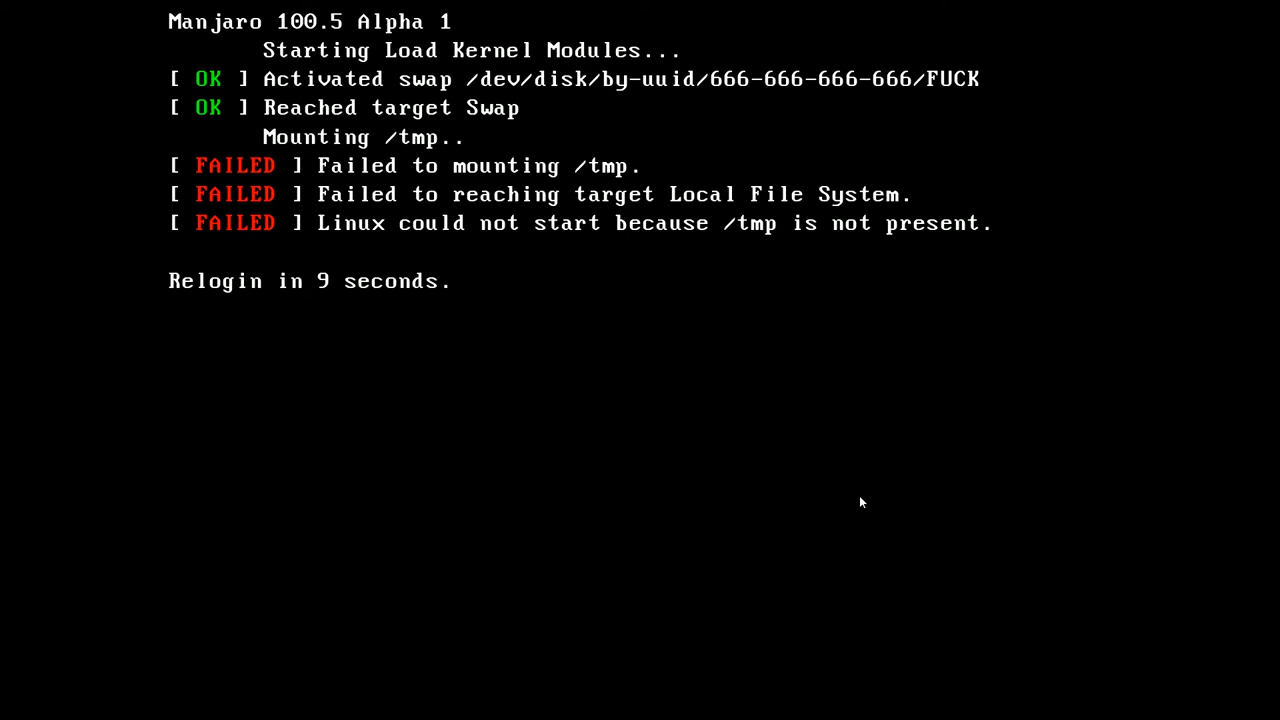 Manjaro 100.5 Alpha 1
Starting Load Kernel Modules...
[ OK ] Activated swap /dev/disk/by-uuid/666-666-666-666/FUCK
[ OK ] Reached target Swap
Mounting /tmp..
[ FAILED ] Failed to mounting /tmp.
[ FAILED ] Failed to reaching target Local File System.
[ FAILED ] Linux could not start because /tmp is not present.
Relogin in 9 seconds.